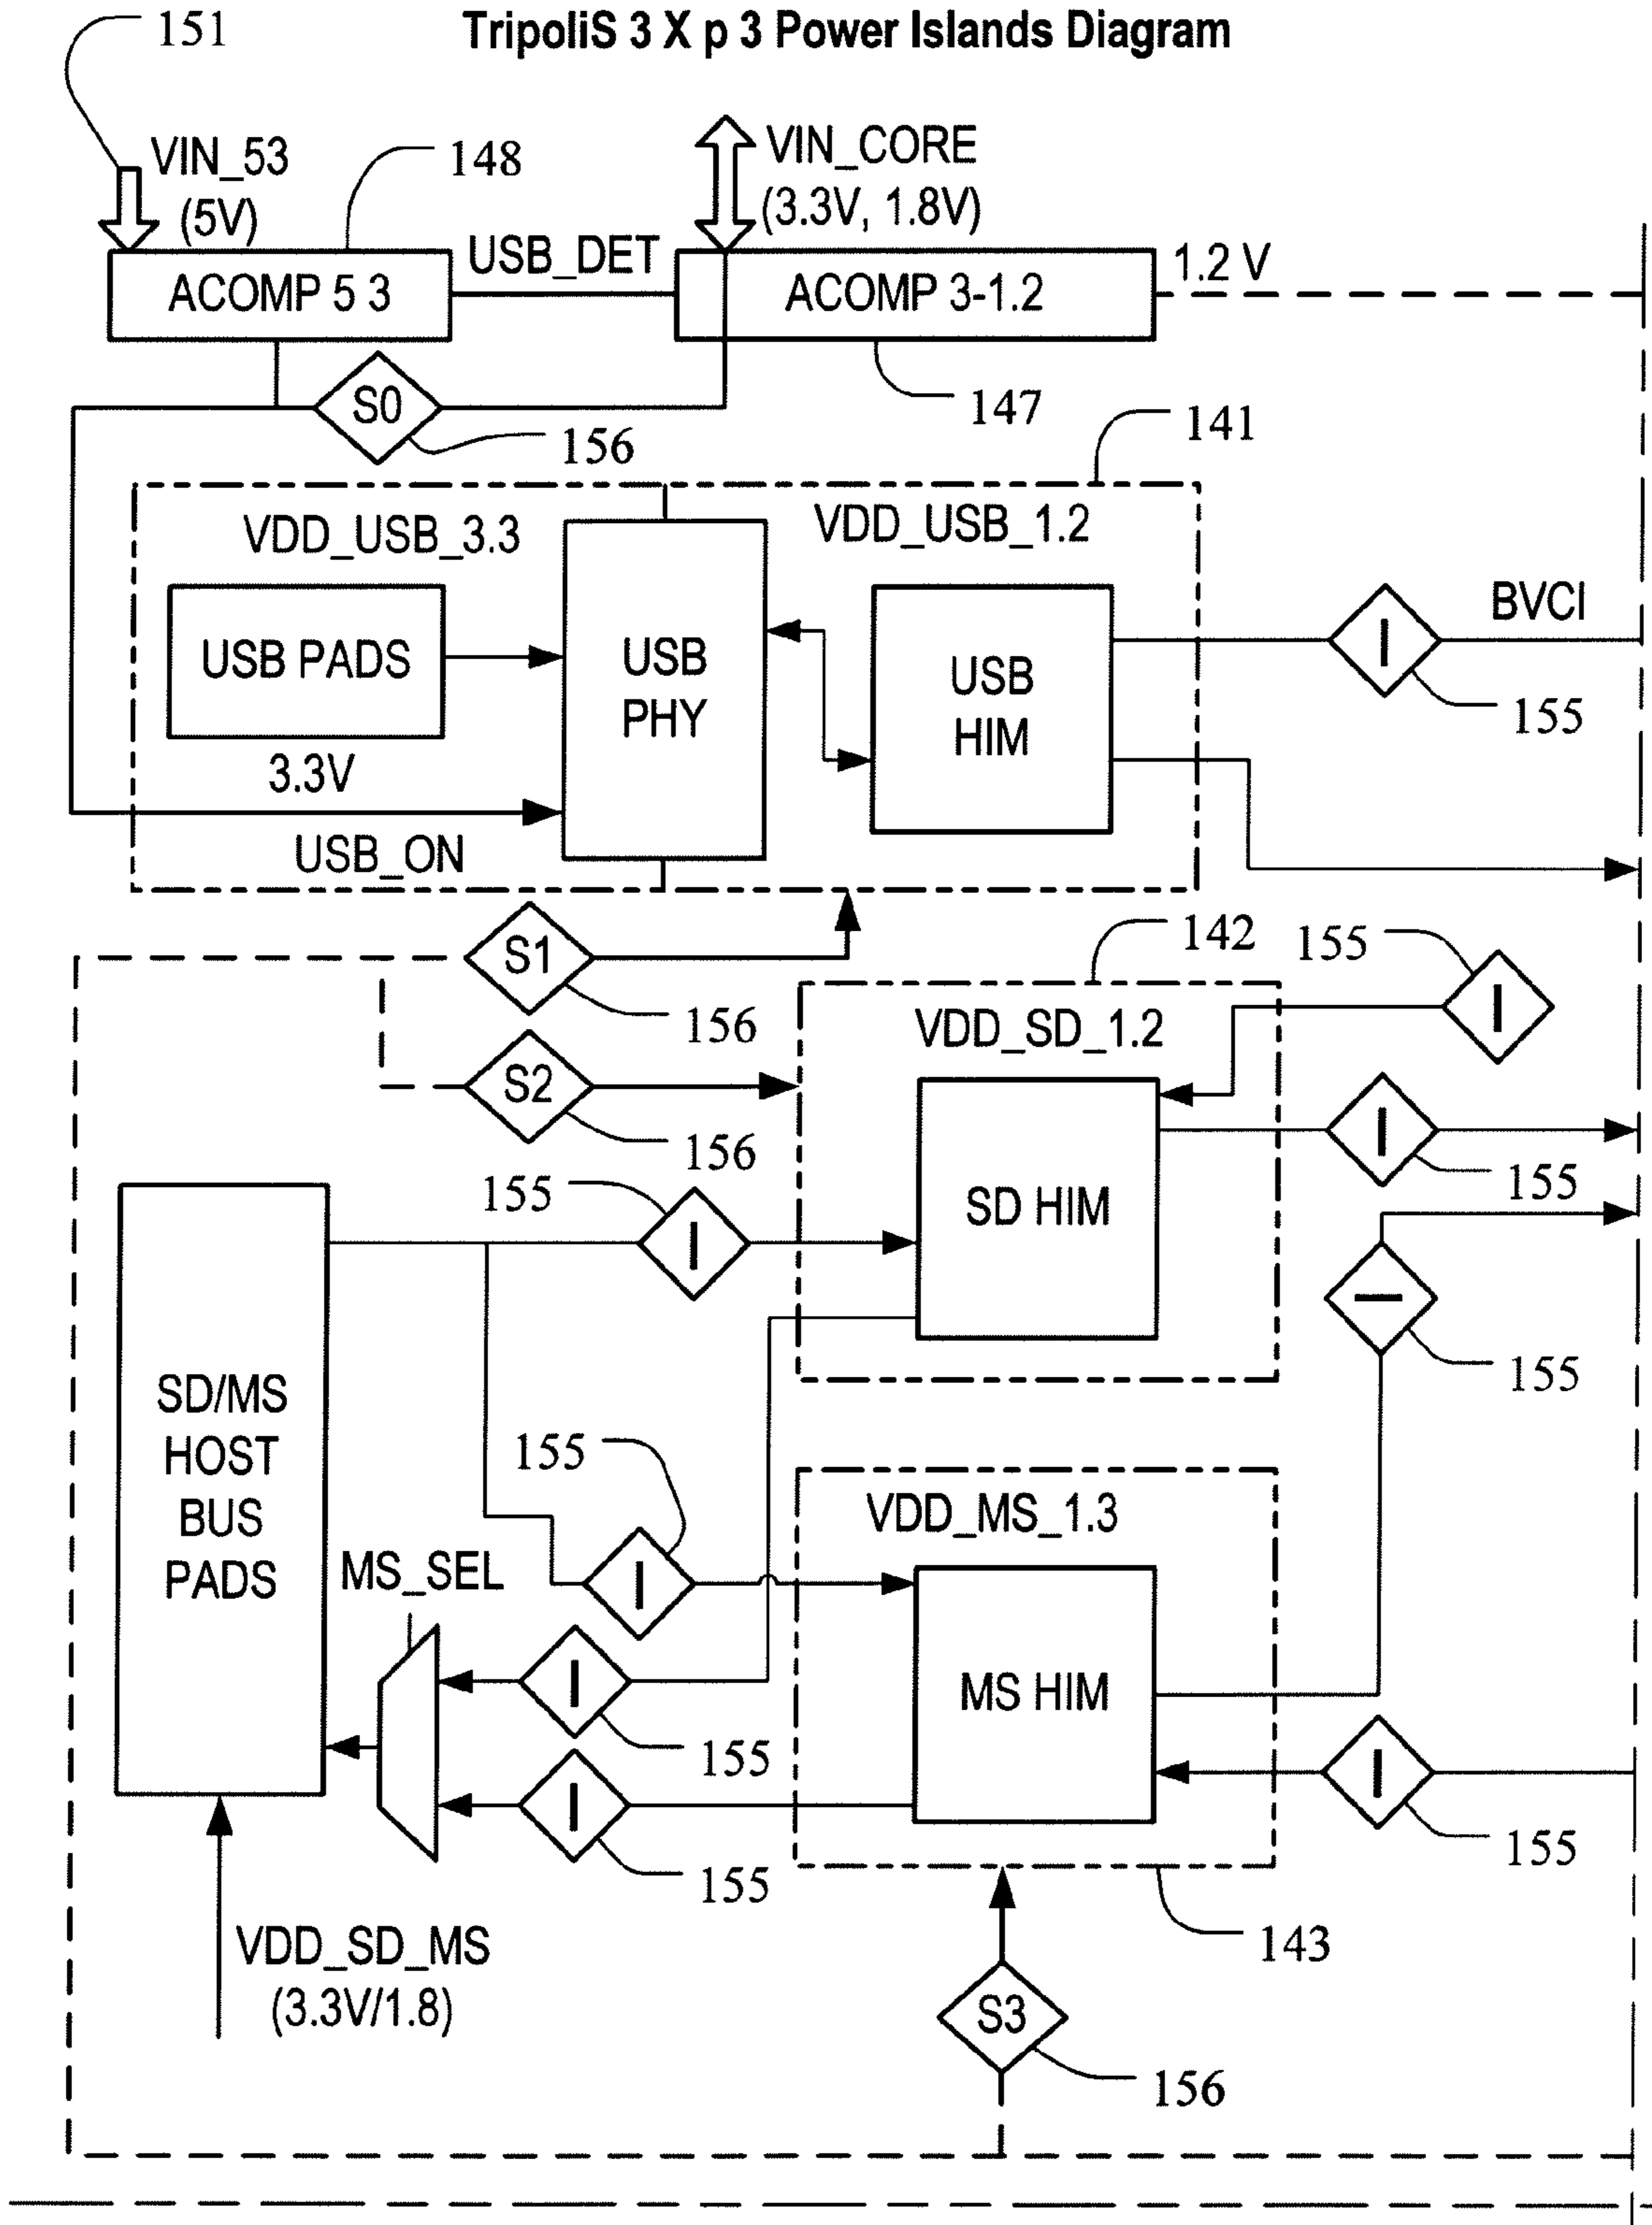 TripoliS 3 X p 3 Power Islands Diagram
151
VIN_53
(5V)
148
VIN_CORE
(3.3V, 1.8V)
USB_DET
1.2 V
ACOMP 5 3
ACOMP 3-1.2
S0
156
147
141
VDD_USB_3.3
VDD_USB_1.2
USB PADS
USB
PHY
USB
HIM
BVCI
I
155
3.3V
USB_ON
S1
156
S2
156
142
155
I
VDD_SD_1.2
SD HIM
I
155
155
I
I
155
SD/MS
HOST
BUS
PADS
155
I
MS_SEL
I
155
I
155
VDD_MS_1.3
MS HIM
I
155
143
VDD_SD_MS
(3.3V/1.8)
S3
156